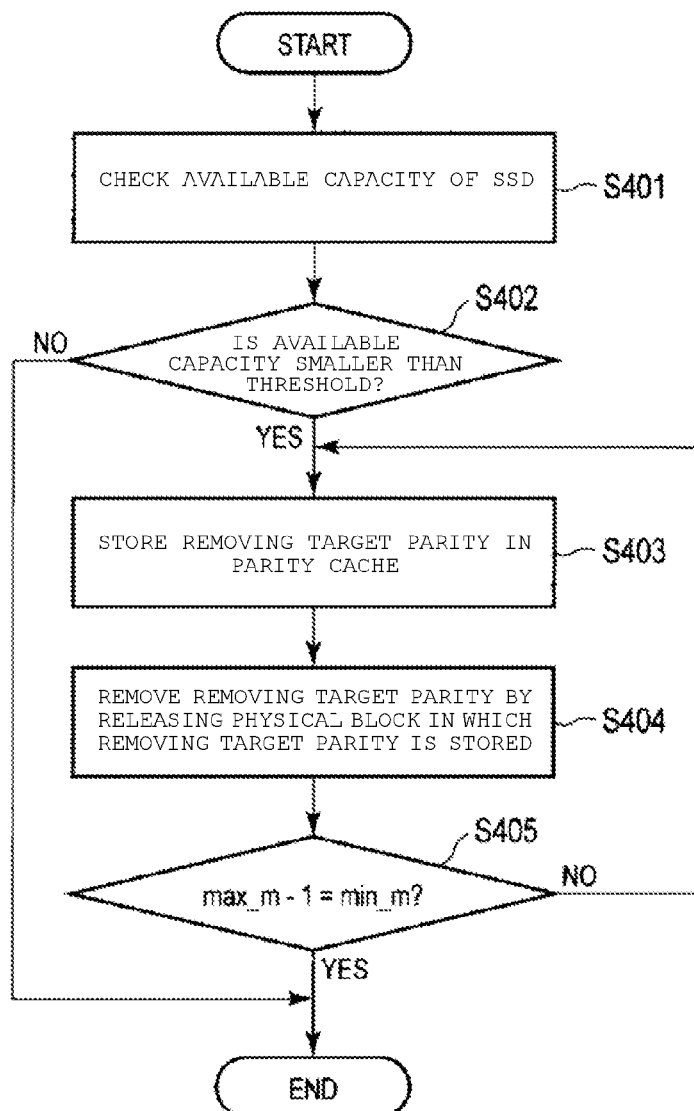 START
CHECK AVAILABLE CAPACITY OF SSD
S401
S402
NO
IS AVAILABLE
CAPACITY SMALLER THAN
THRESHOLD?
YES
STORE REMOVING TARGET PARITY IN
PARITY CACHE
S403
REMOVE REMOVING TARGET PARITY BY
RELEASING PHYSICAL BLOCK IN WHICH
REMOVING TARGET PARITY IS STORED
S404
S405
max_m - 1 = min_m?
NO
YES
END